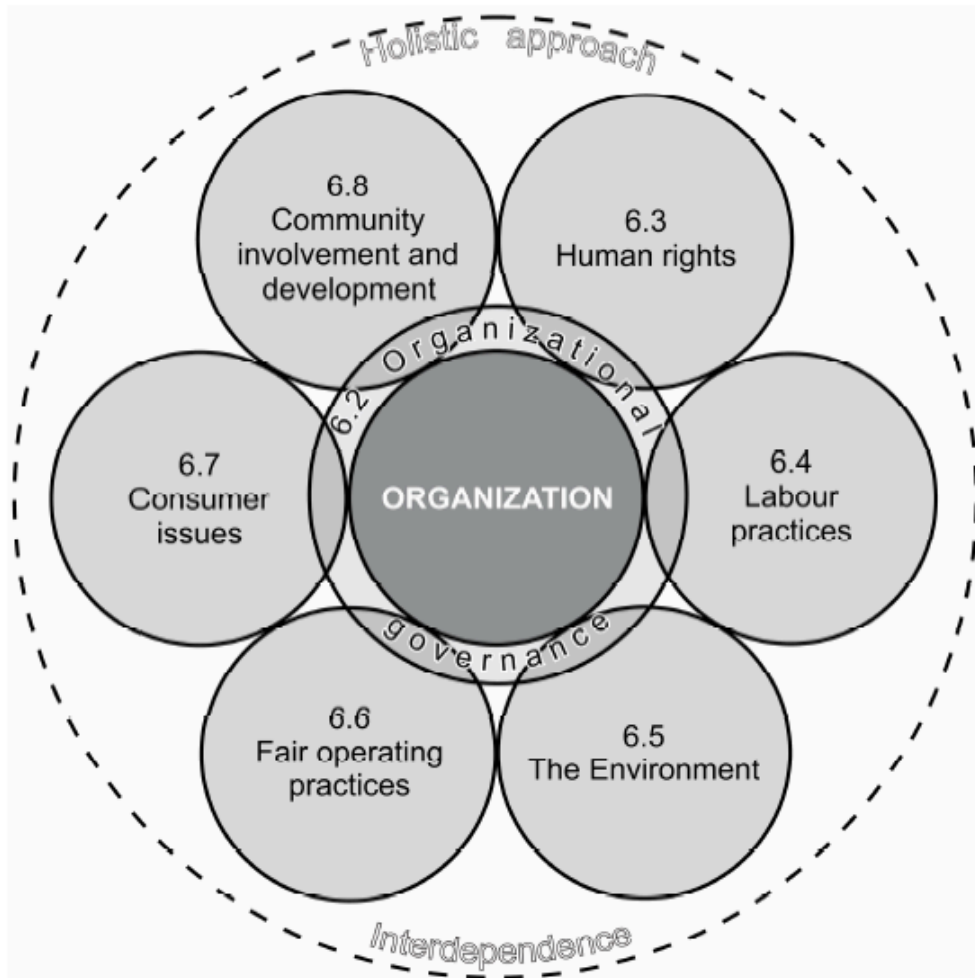 Holistic approach
6.8
Community
involvement and
development
6.3
Human rights
6.2 Organizational
governance
ORGANIZATION
6.7
Consumer
issues
6.4
Labour
practices
6.6
Fair operating
practices
6.5
The Environment
Interdependence